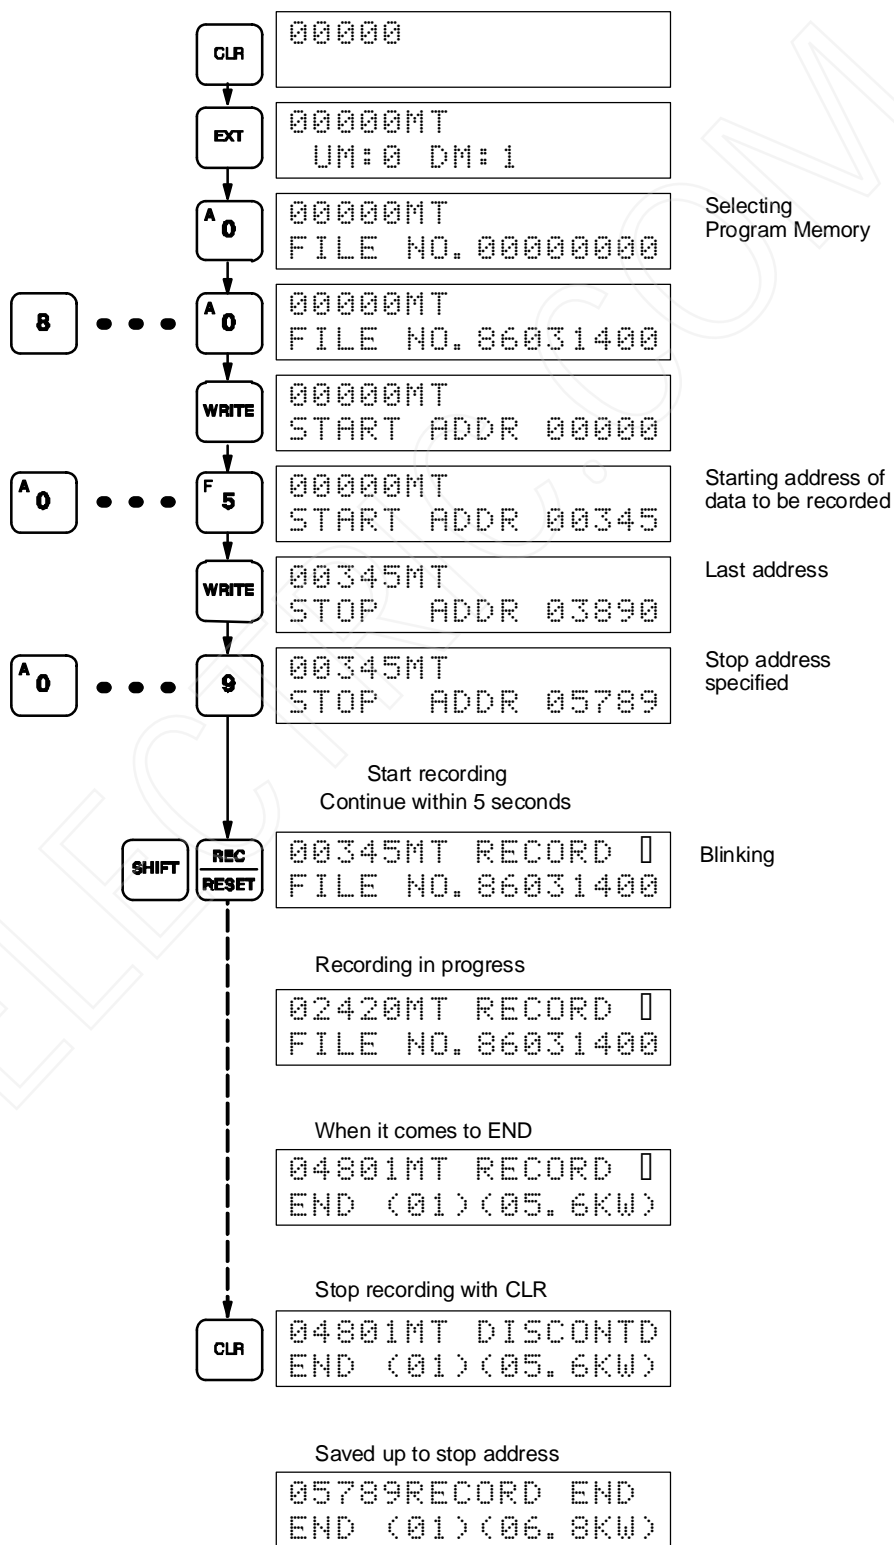 CLR
00000
EXT
00000MT
UM:0 DM:1
A 0
00000MT
FILE NO.00000000
Selecting
Program Memory
8
A 0
00000MT
FILE NO.86031400
WRITE
00000MT
START ADDR 00000
A 0
F 5
00000MT
START ADDR 00345
Starting address of
data to be recorded
WRITE
00345MT
STOP ADDR 03890
Last address
A 0
9
00345MT
STOP ADDR 05789
Stop address
specified
Start recording
Continue within 5 seconds
SHIFT
REC
RESET
00345MT RECORD
FILE NO.86031400
Blinking
Recording in progress
02420MT RECORD
FILE NO.86031400
When it comes to END
04801MT RECORD
END (01)(05.6KW)
Stop recording with CLR
CLR
04801MT DISCONTD
END (01)(05.6KW)
Saved up to stop address
05789RECORD END
END (01)(06.8KW)
ELECTRIC.COM